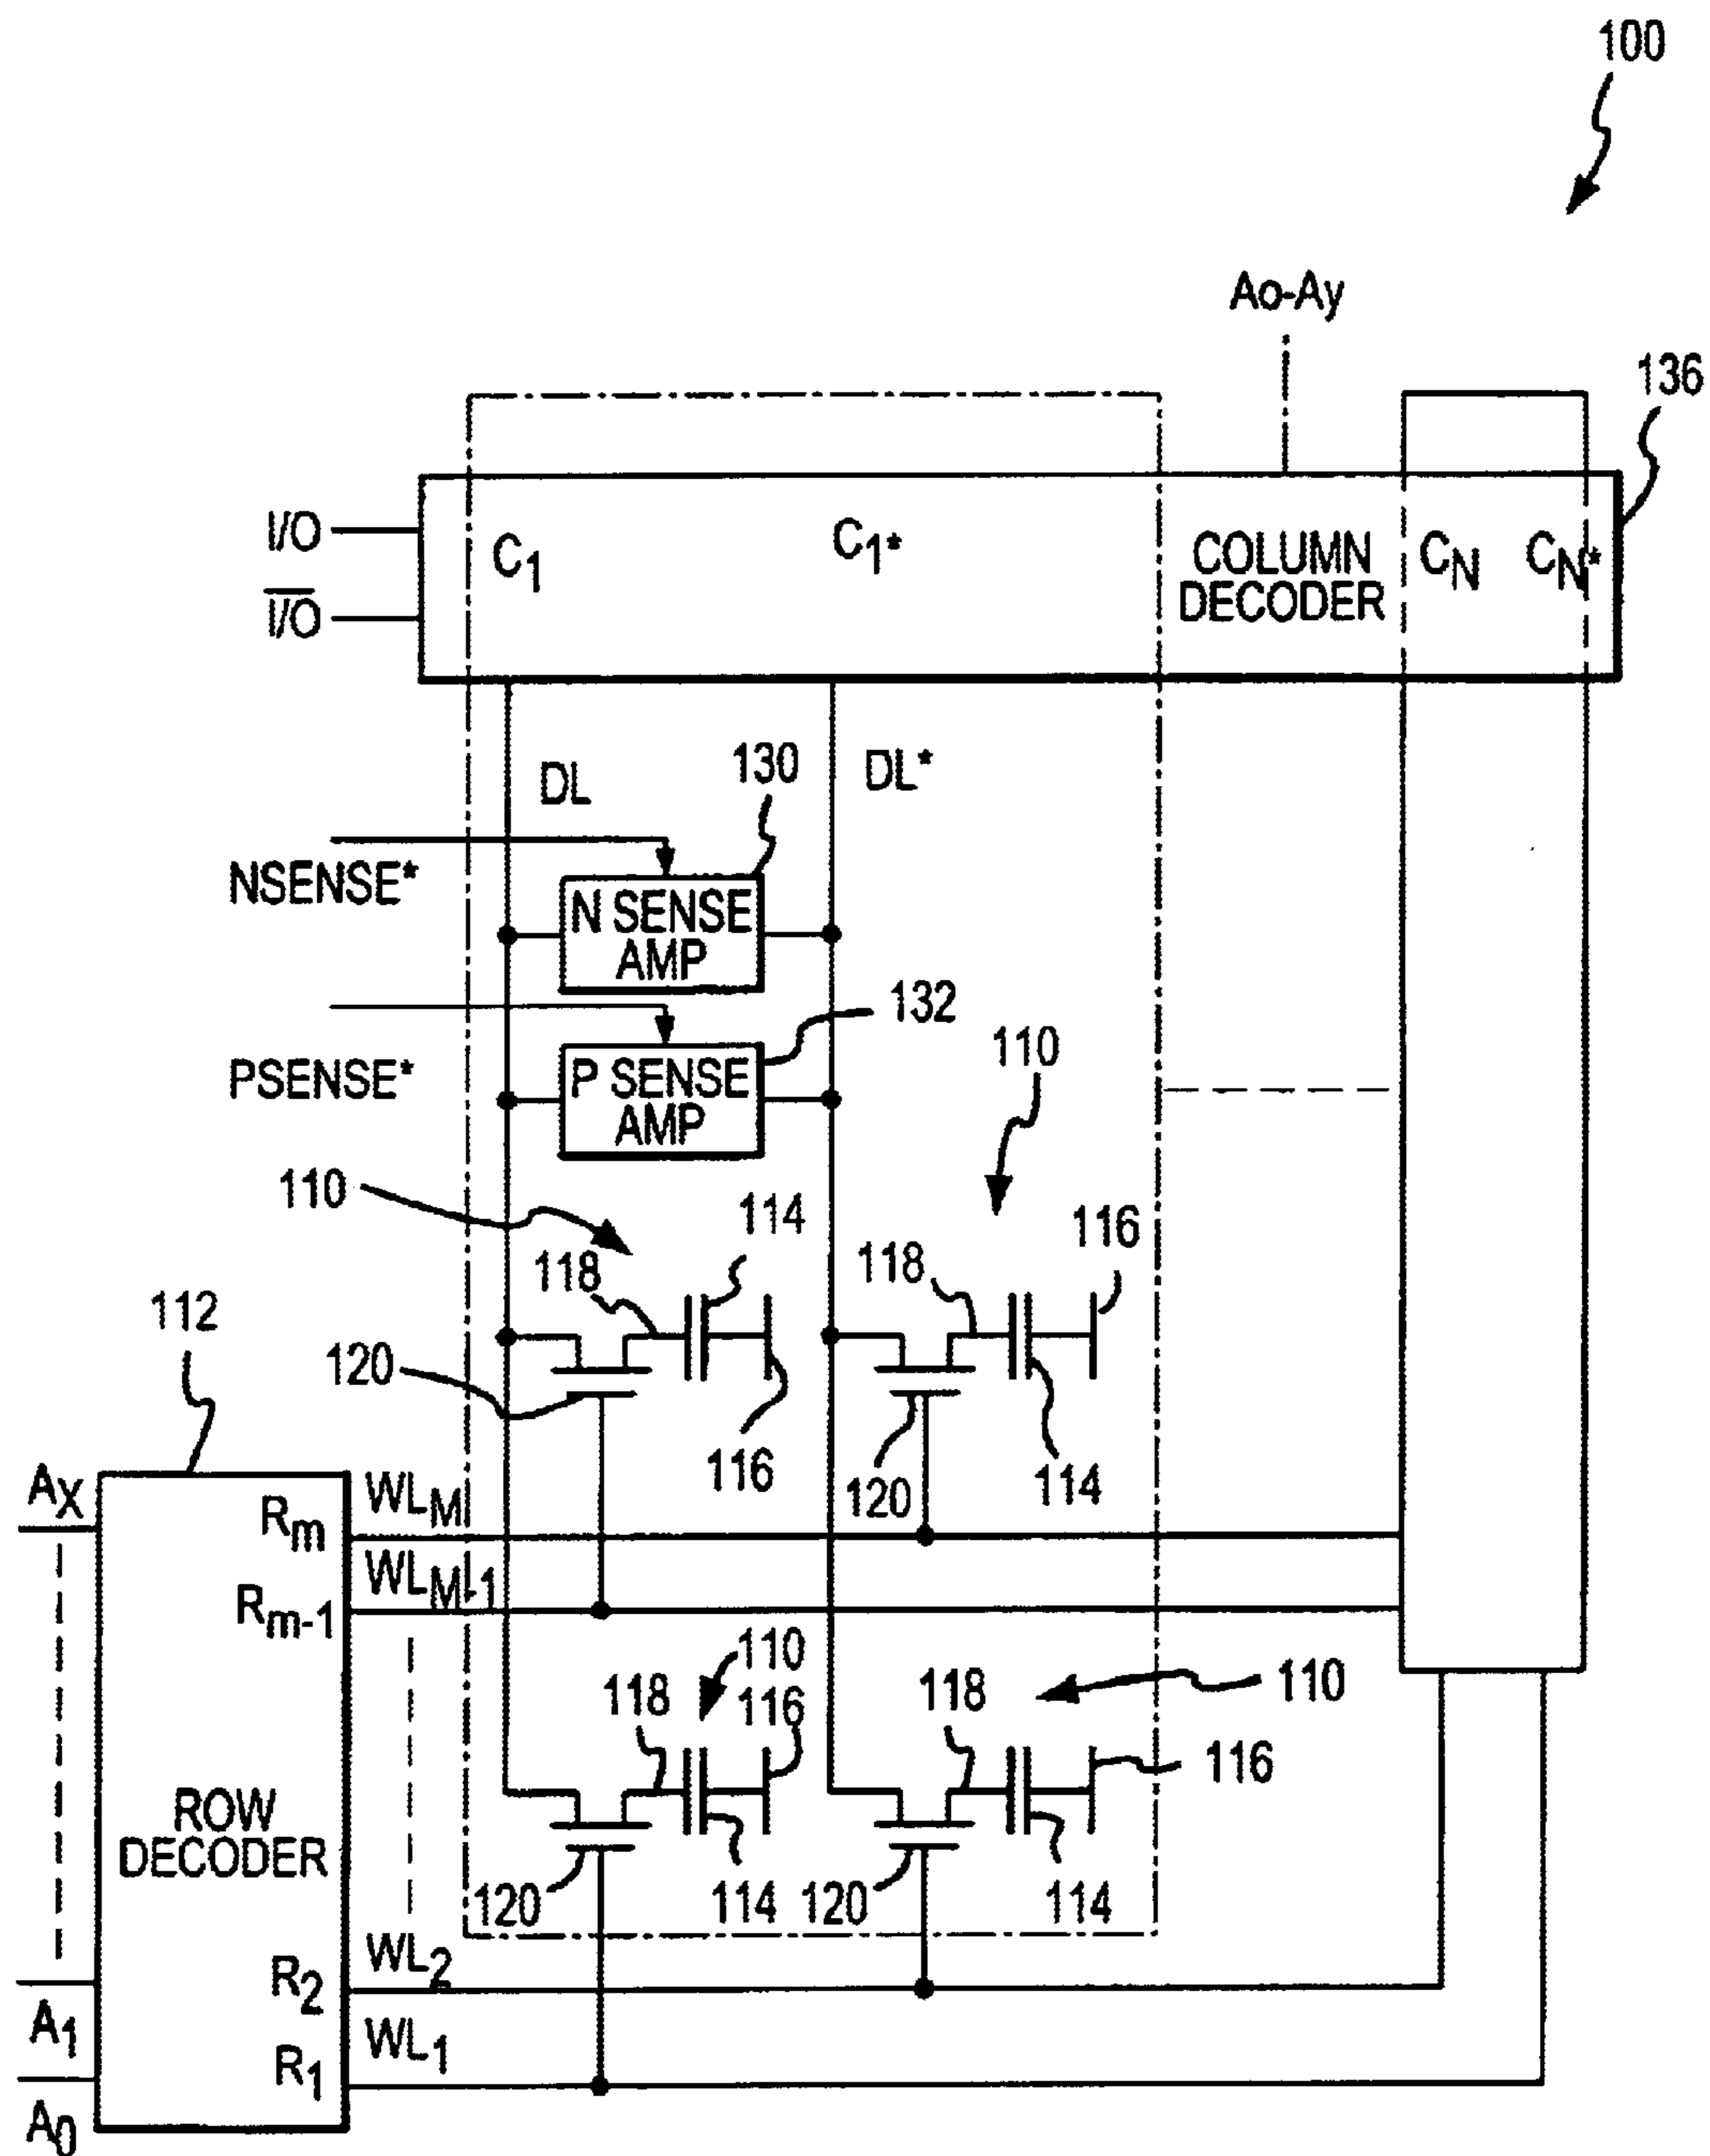 100
Ao-Ay
136
I/O
I/O
C1
C1*
COLUMN
DECODER
CN
CN*
DL
130
DL*
NSENSE*
N SENSE
AMP
132
PSENSE*
P SENSE
AMP
110
110
114
116
118
118
112
120
116
120
114
AX
Rm
WLM
WLM-1
Rm-1
110
118
116
118
110
116
ROW
DECODER
120
114
120
114
WL2
R2
A1
WL1
R1
A0